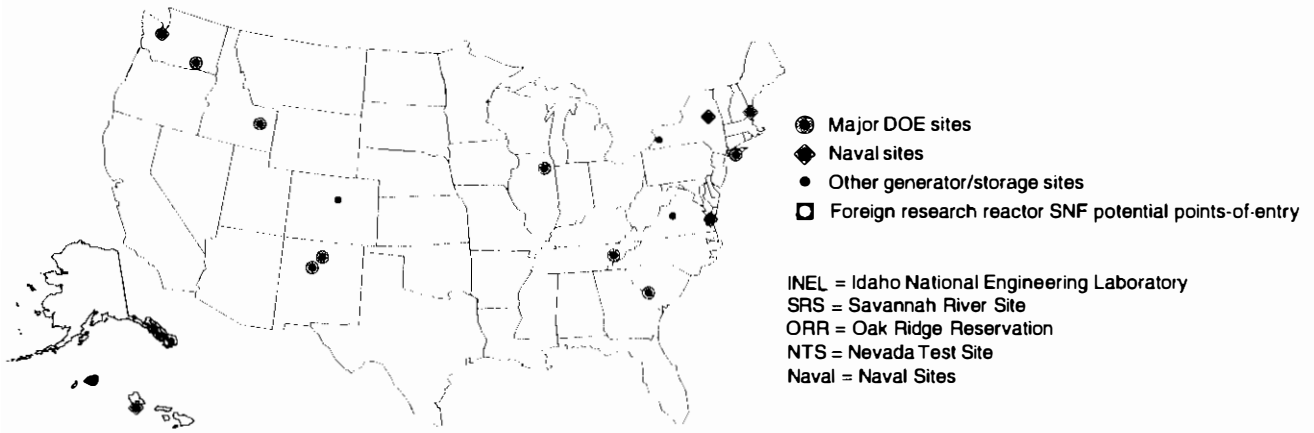 Major DOE sites
Naval sites
Other generator/storage sites
Foreign research reactor SNF potential points-of-entry
INEL = Idaho National Engineering Laboratory
SRS = Savannah River Site
ORR = Oak Ridge Reservation
NTS = Nevada Test Site
Naval = Naval Sites